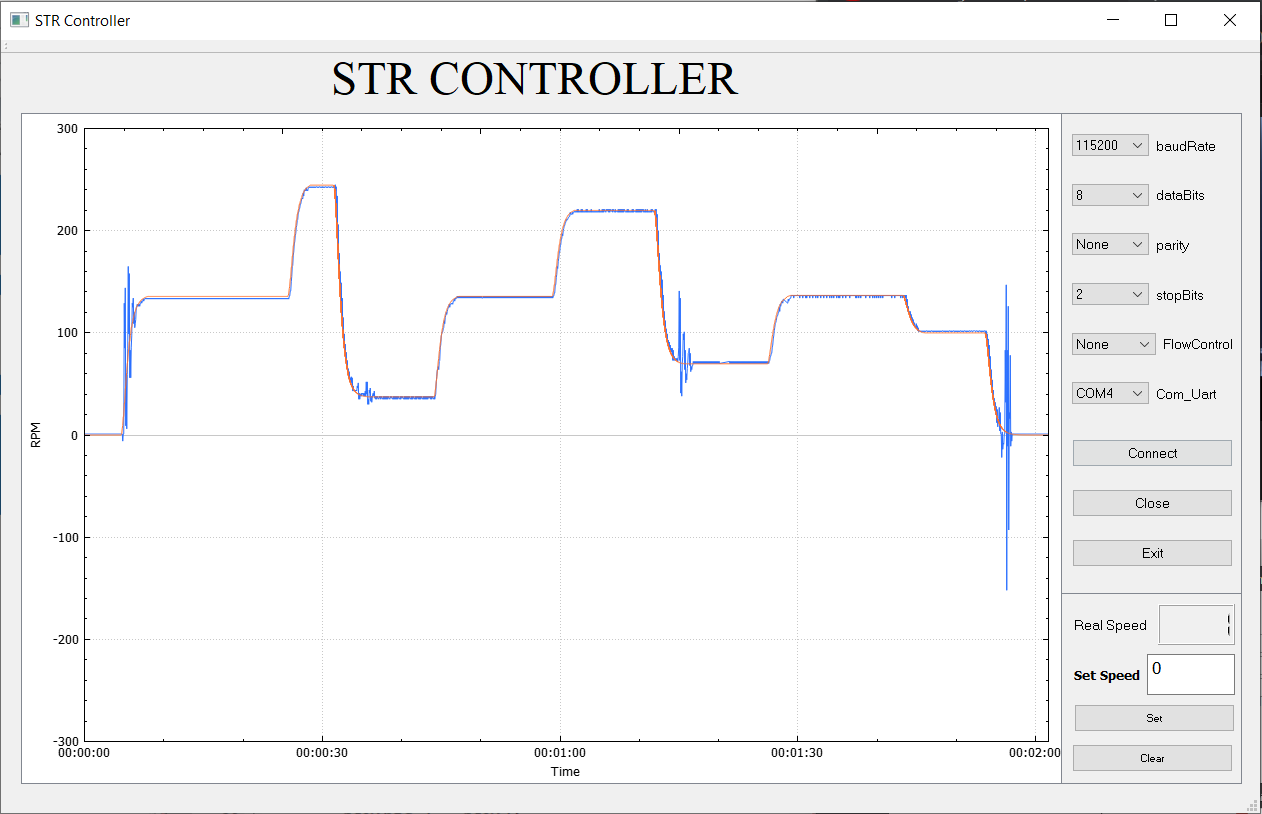 STR Controller
STR CONTROLLER
300
200
100
0
-100
-200
-300
RPM
00:00:00
00:00:30
00:01:00
00:01:30
00:02:00
Time
115200 baudRate
8 dataBits
None parity
2 stopBits
None FlowControl
COM4 Com_Uart
Connect
Close
Exit
Real Speed
Set Speed 0
Set
Clear